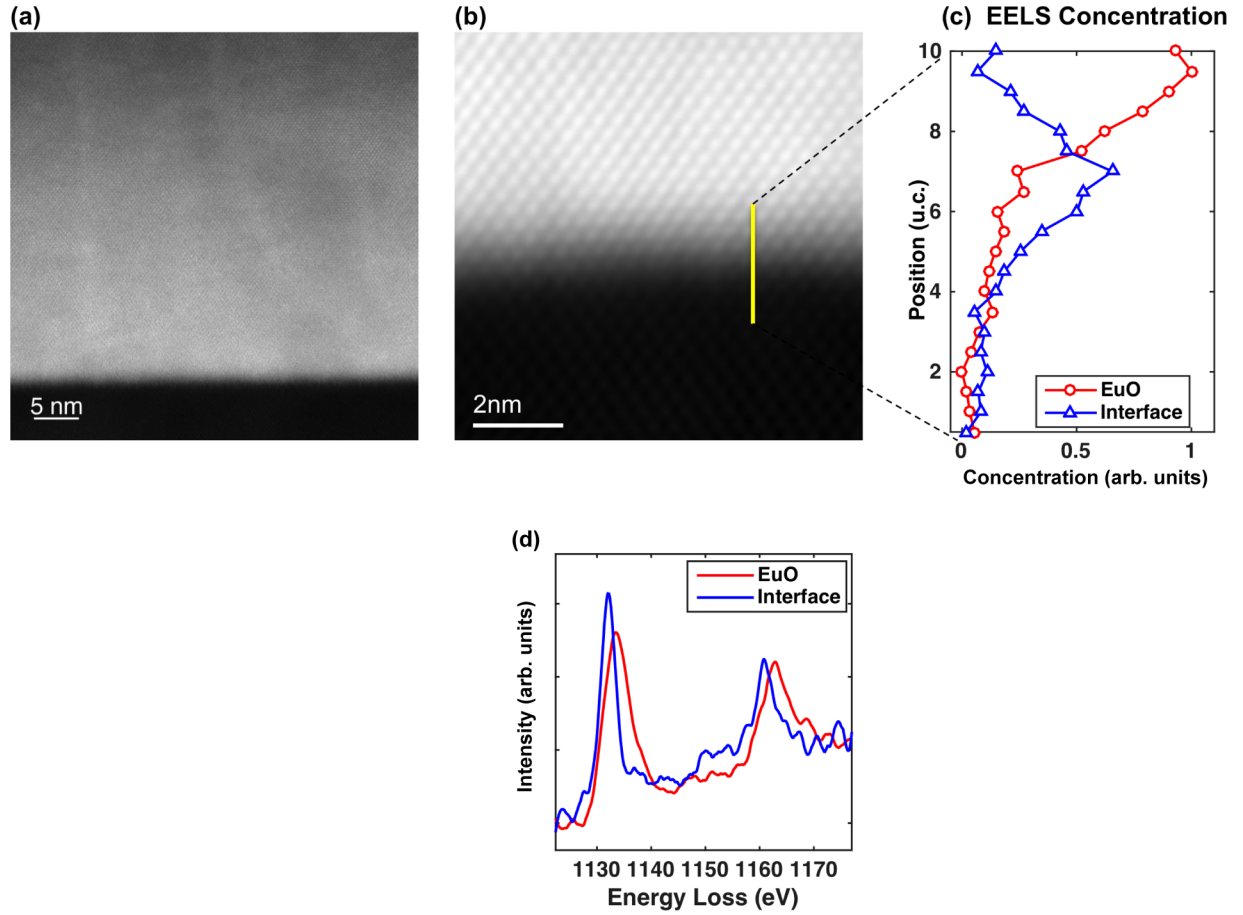 (a)
5 nm
(b)
2nm
(c) EELS Concentration
10
8
6
4
2
Position (u.c.)
EuO
Interface
0 0.5 1
Concentration (arb. units)
(d)
EuO
Interface
Intensity (arb. units)
1130 1140 1150 1160 1170
Energy Loss (eV)